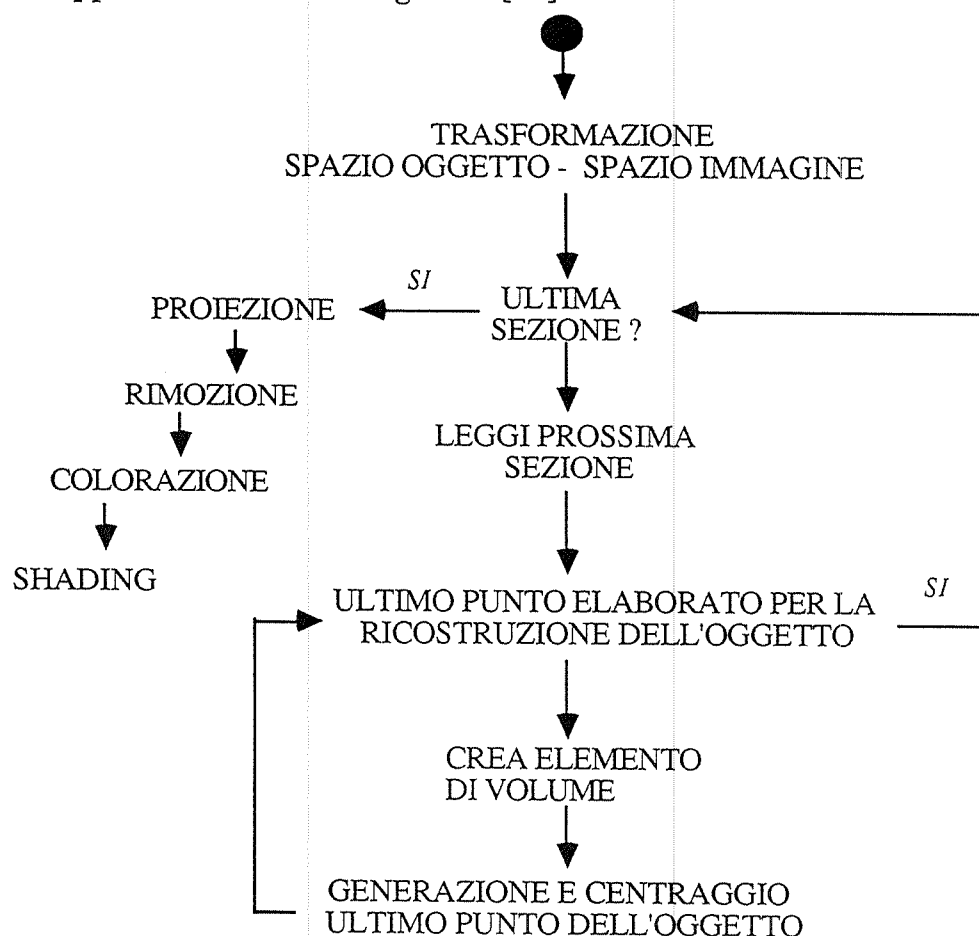 TRASFORMAZIONE
SPAZIO OGGETTO - SPAZIO IMMAGINE
SI
PROIEZIONE
ULTIMA
SEZIONE ?
RIMOZIONE
LEGGI PROSSIMA
SEZIONE
COLORAZIONE
SHADING
ULTIMO PUNTO ELABORATO PER LA
RICOSTRUZIONE DELL'OGGETTO
SI
CREA ELEMENTO
DI VOLUME
GENERAZIONE E CENTRAGGIO
ULTIMO PUNTO DELL'OGGETTO